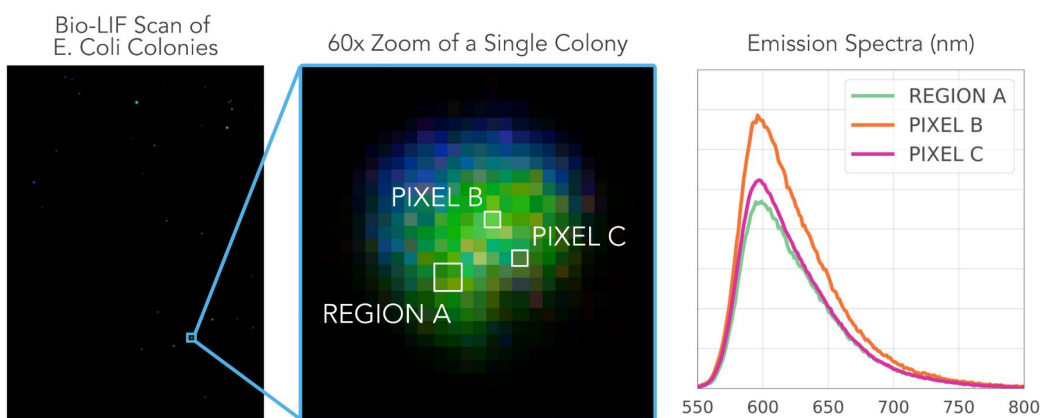 Bio-LIF Scan of
E. Coli Colonies
60x Zoom of a Single Colony
Emission Spectra (nm)
PIXEL B
PIXEL C
REGION A
REGION A
PIXEL B
PIXEL C
550 600 650 700 750 800